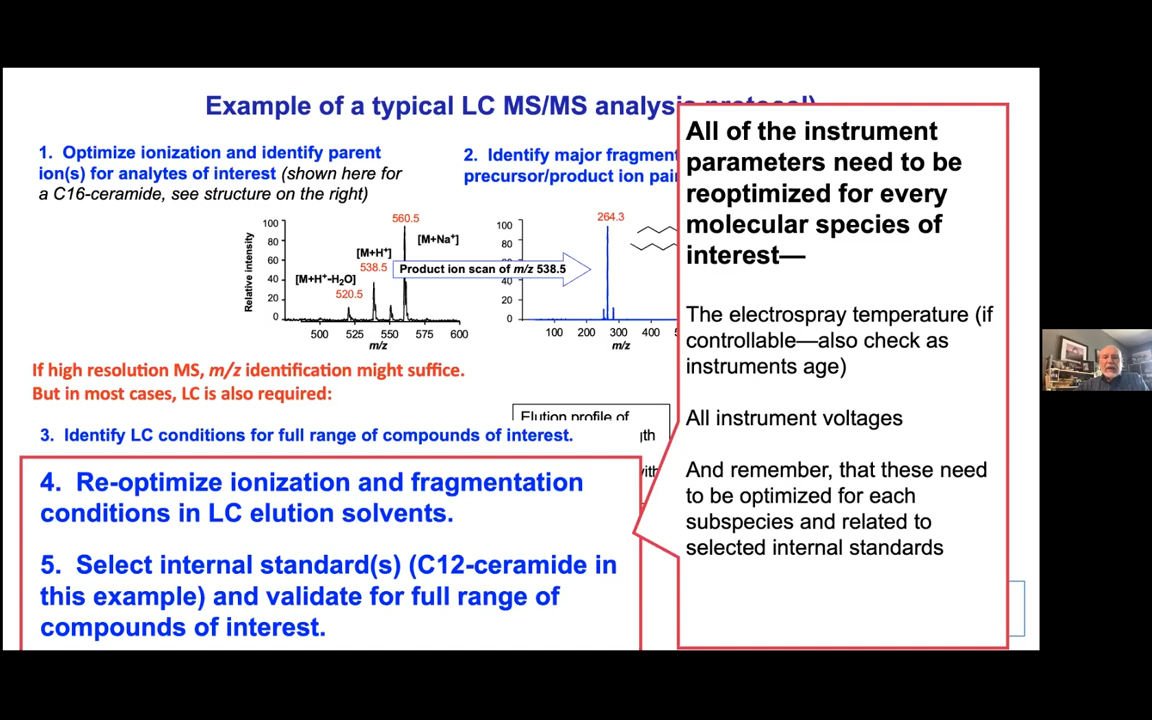 Example of a typical LC MS/MS analysis protocol)
1. Optimize ionization and identify parent
ion(s) for analytes of interest (shown here for
a C16-ceramide, see structure on the right)
2. Identify major fragment
precursor/product ion pai
Relative intensity
100
80
60
40
20
0
[M+H⁺-H₂O]
520.5
[M+H⁺]
538.5
560.5
[M+Na⁺]
500 525 550 575 600
m/z
Product ion scan of m/z 538.5
100
80
40
20
0
264.3
100 200 300 400 5
m/z
If high resolution MS, m/z identification might suffice.
But in most cases, LC is also required:
Elution profile of
gth
with
3. Identify LC conditions for full range of compounds of interest.
4. Re-optimize ionization and fragmentation
conditions in LC elution solvents.
5. Select internal standard(s) (C12-ceramide in
this example) and validate for full range of
compounds of interest.
All of the instrument
parameters need to be
reoptimized for every
molecular species of
interest—
The electrospray temperature (if
controllable—also check as
instruments age)
All instrument voltages
And remember, that these need
to be optimized for each
subspecies and related to
selected internal standards